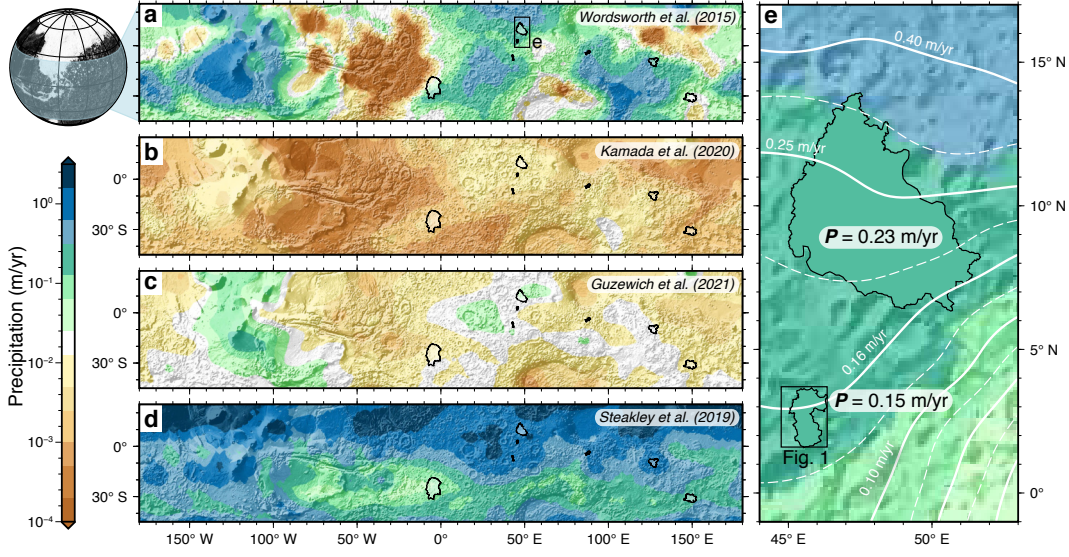 a
Wordsworth et al. (2015)
e
b
Kamada et al. (2020)
0°
30° S
c
Guzewich et al. (2021)
0°
30° S
d
Steakley et al. (2019)
0°
30° S
150° W
100° W
50° W
0°
50° E
100° E
150° E
Precipitation (m/yr)
10⁰
10⁻¹
10⁻²
10⁻³
10⁻⁴
e
0.40 m/yr
15° N
0.25 m/yr
10° N
P = 0.23 m/yr
0.16 m/yr
5° N
P = 0.15 m/yr
Fig. 1
0.10 m/yr
0°
45° E
50° E